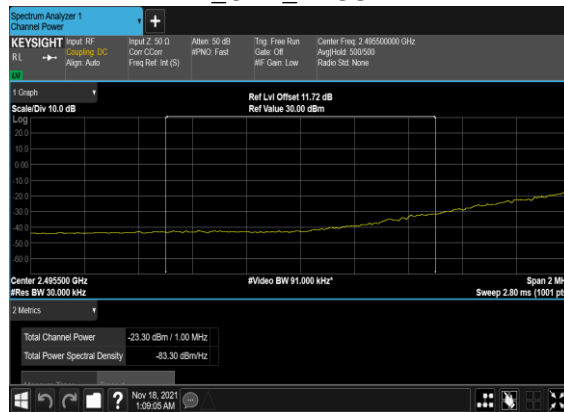 Spectrum Analyzer 1
Channel Power
KEYSIGHT
RL
Input: RF
Coupling: DC
Align: Auto
Input Z: 50 Ω
Corr CCorr
Freq Ref: Int (S)
Atten: 50 dB
#PNO: Fast
Trig: Free Run
Gate: Off
#IF Gain: Low
Center Freq: 2.495500000 GHz
Avg|Hold: 500/500
Radio Std: None
1 Graph
Scale/Div 10.0 dB
Ref Lvl Offset 11.72 dB
Ref Value 30.00 dBm
Log
20.0
10.0
0.00
-10.0
-20.0
-30.0
-40.0
-50.0
-60.0
Center 2.495500 GHz
#Video BW 91.000 kHz*
Span 2 MH
#Res BW 30.000 kHz
Sweep 2.80 ms (1001 pt
2 Metrics
Total Channel Power
-23.30 dBm / 1.00 MHz
Total Power Spectral Density
-83.30 dBm/Hz
?
Nov 18, 2021
1:09:05 AM